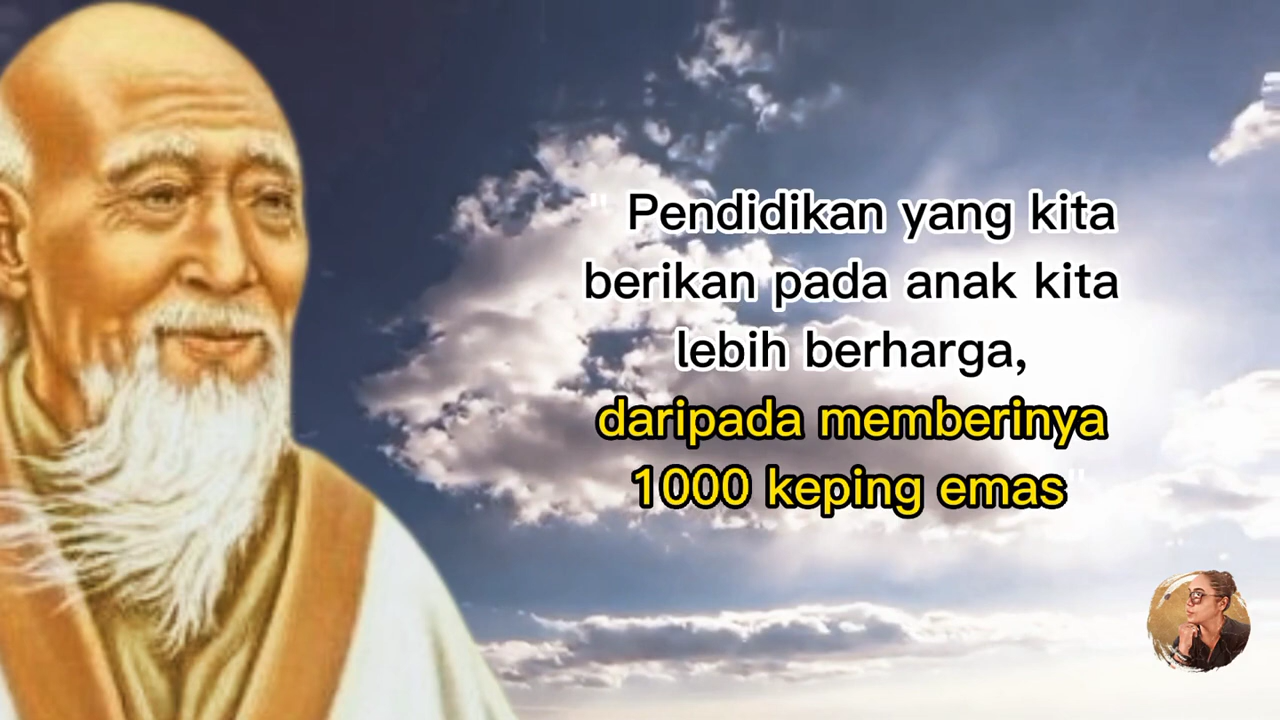 " Pendidikan yang kita
berikan pada anak kita
lebih berharga,
daripada memberinya
1000 keping emas"